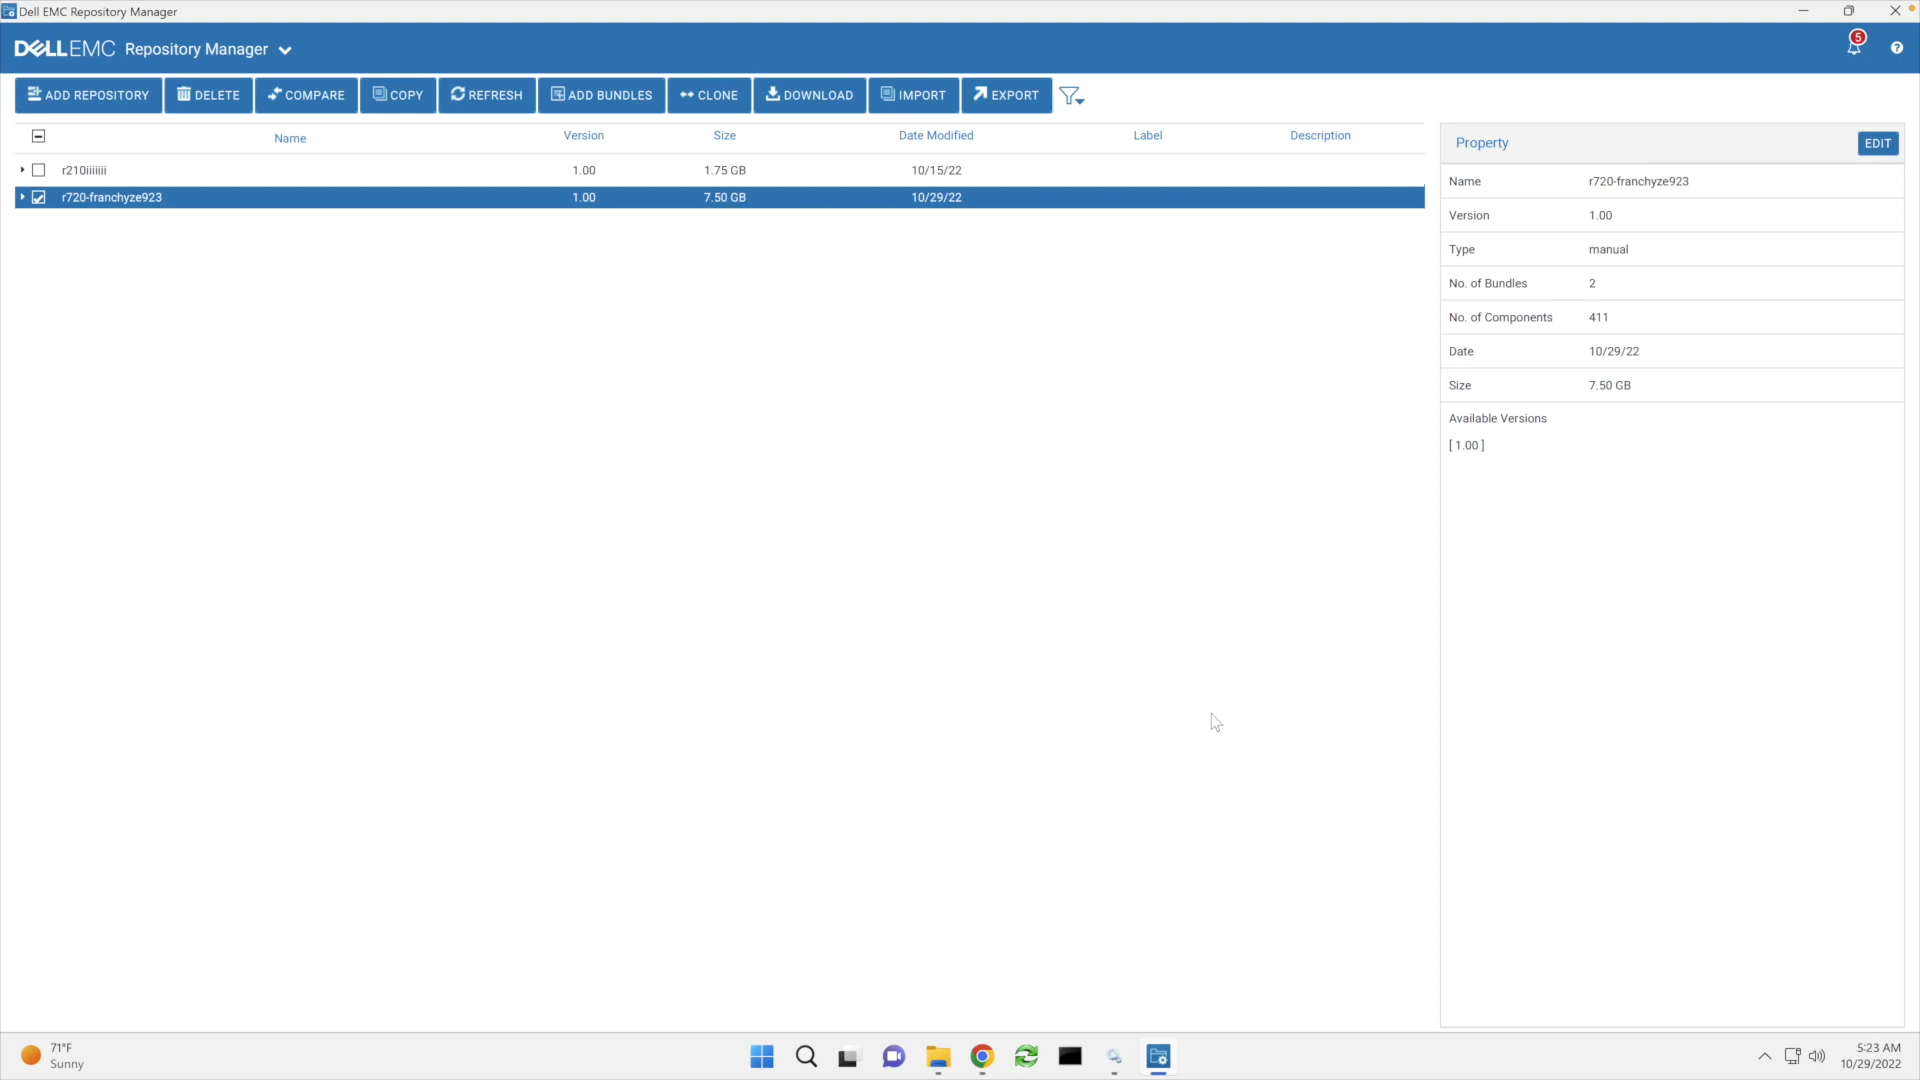 Dell EMC Repository Manager
DELLEMC Repository Manager
5
?
ADD REPOSITORY DELETE COMPARE COPY REFRESH ADD BUNDLES CLONE DOWNLOAD IMPORT EXPORT
Name Version Size Date Modified Label Description
r210iiiiiii 1.00 1.75 GB 10/15/22
r720-franchyze923 1.00 7.50 GB 10/29/22
Property EDIT
Name r720-franchyze923
Version 1.00
Type manual
No. of Bundles 2
No. of Components 411
Date 10/29/22
Size 7.50 GB
Available Versions
[ 1.00 ]
71°F
Sunny
5:23 AM
10/29/2022